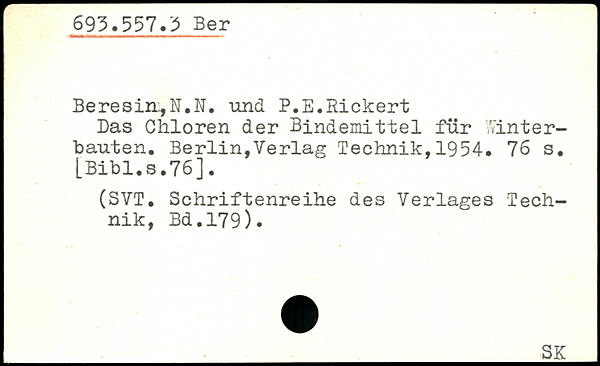 693.557.3 Ber
Beresin,N.N. und P.E.Rickert
Das Chloren der Bindemittel für Winter-
bauten. Berlin,Verlag Technik,1954. 76 s.
[Bibl.s.76].
(SVT. Schriftenreihe des Verlages Tech-
nik, Bd.179).
SK